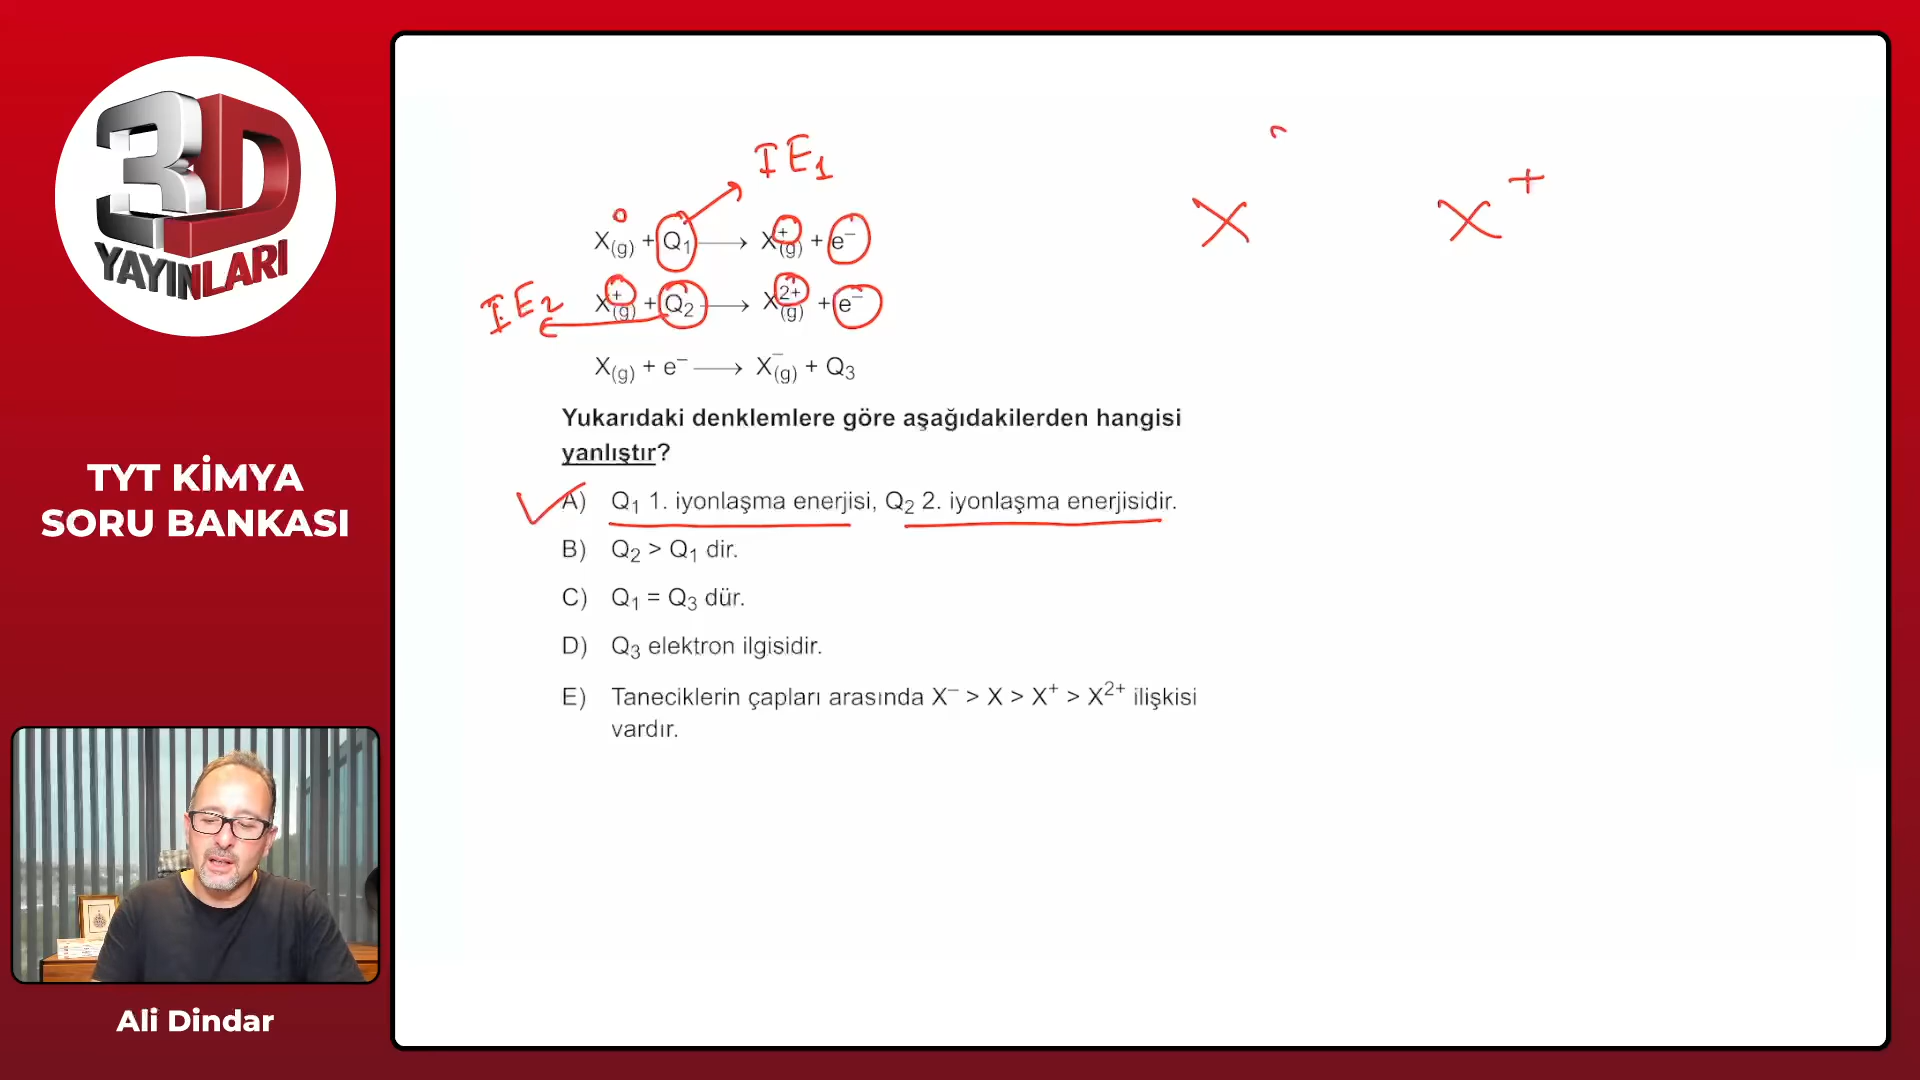 3D
YAYINLARI
TYT KİMYA
SORU BANKASI
Ali Dindar
IE₁
X⁰(g) + Q₁ ⟶ X⁺(g) + e⁻
IE₂
X⁺(g) + Q₂ ⟶ X²⁺(g) + e⁻
X(g) + e⁻ ⟶ X⁻(g) + Q₃
X X⁺
Yukarıdaki denklemlere göre aşağıdakilerden hangisi
yanlıştır?
A) Q₁ 1. iyonlaşma enerjisi, Q₂ 2. iyonlaşma enerjisidir.
B) Q₂ > Q₁ dir.
C) Q₁ = Q₃ dür.
D) Q₃ elektron ilgisidir.
E) Taneciklerin çapları arasında X⁻ > X > X⁺ > X²⁺ ilişkisi
vardır.